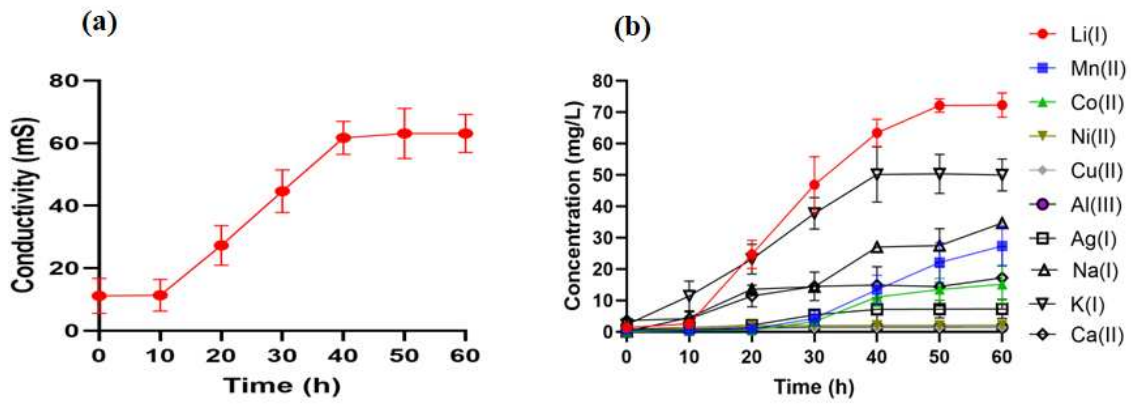 (a)
Conductivity (mS)
80
60
40
20
0
0 10 20 30 40 50 60
Time (h)
(b)
Concentration (mg/L)
80
70
60
50
40
30
20
10
0
0 10 20 30 40 50 60
Time (h)
Li(I)
Mn(II)
Co(II)
Ni(II)
Cu(II)
Al(III)
Ag(I)
Na(I)
K(I)
Ca(II)